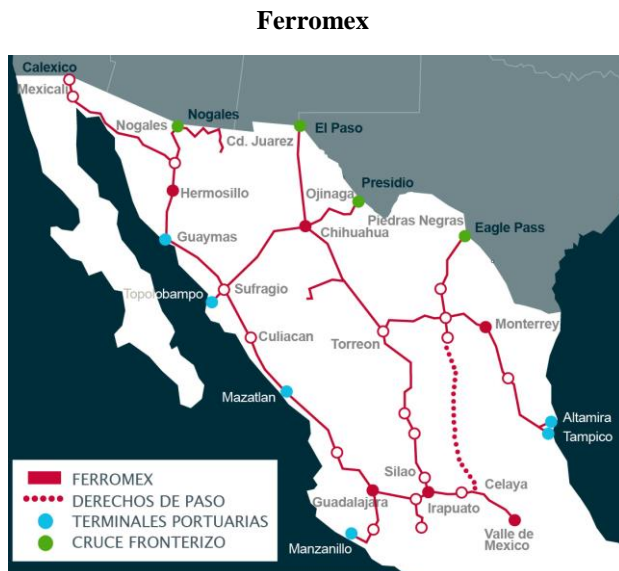 Ferromex
Calexico
Mexicali
Nogales
Nogales
Cd. Juarez
El Paso
Hermosillo
Ojinaga
Presidio
Piedras Negras
Eagle Pass
Guaymas
Chihuahua
Topolobampo
Sufragio
Culiacan
Torreon
Monterrey
Mazatlan
Altamira
Tampico
Silao
Celaya
Guadalajara
Irapuato
Valle de
Mexico
Manzanillo
FERROMEX
DERECHOS DE PASO
TERMINALES PORTUARIAS
CRUCE FRONTERIZO